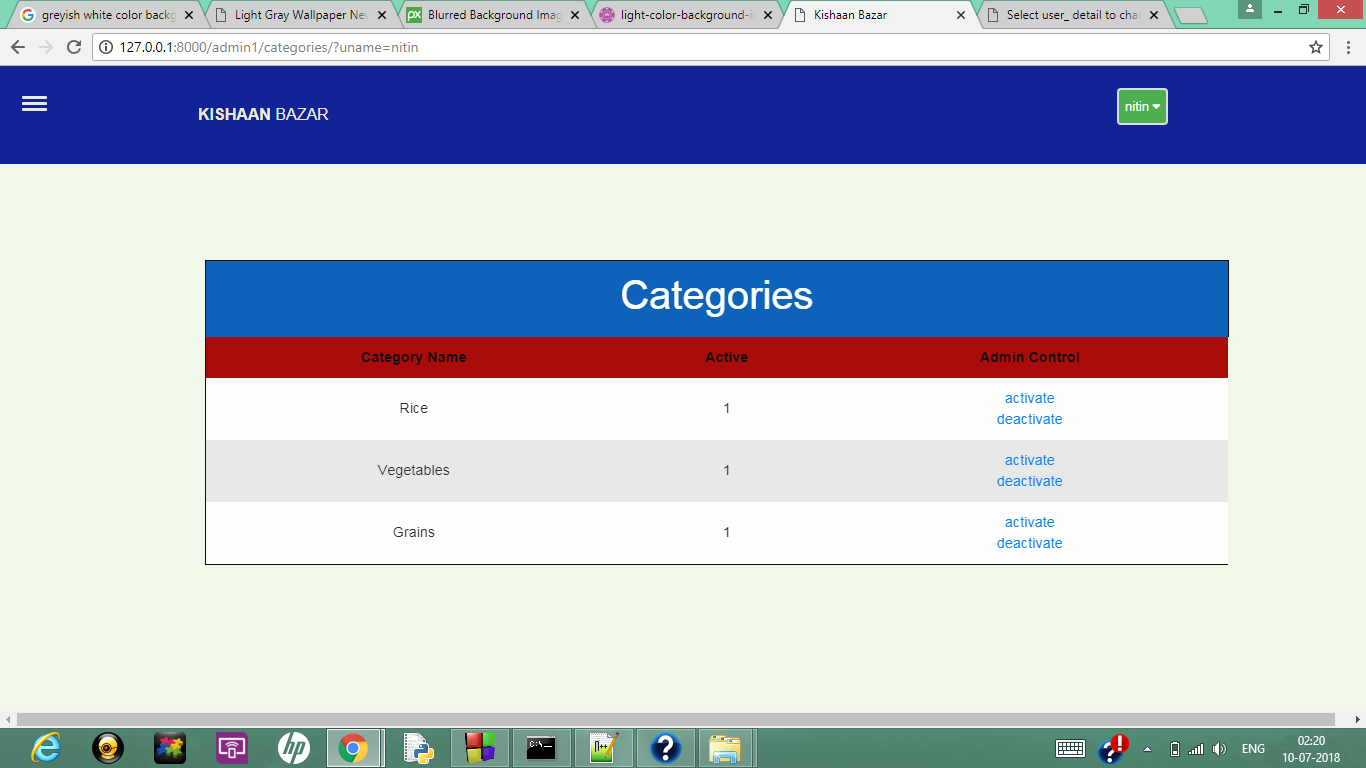 greyish white color backg
Light Gray Wallpaper Ne
Blurred Background Imag
light-color-background-i
Kishaan Bazar
Select user_ detail to cha
127.0.0.1:8000/admin1/categories/?uname=nitin
KISHAAN BAZAR
nitin
Categories
Category Name Active Admin Control
Rice 1 activate
deactivate
Vegetables 1 activate
deactivate
Grains 1 activate
deactivate
ENG
02:20
10-07-2018